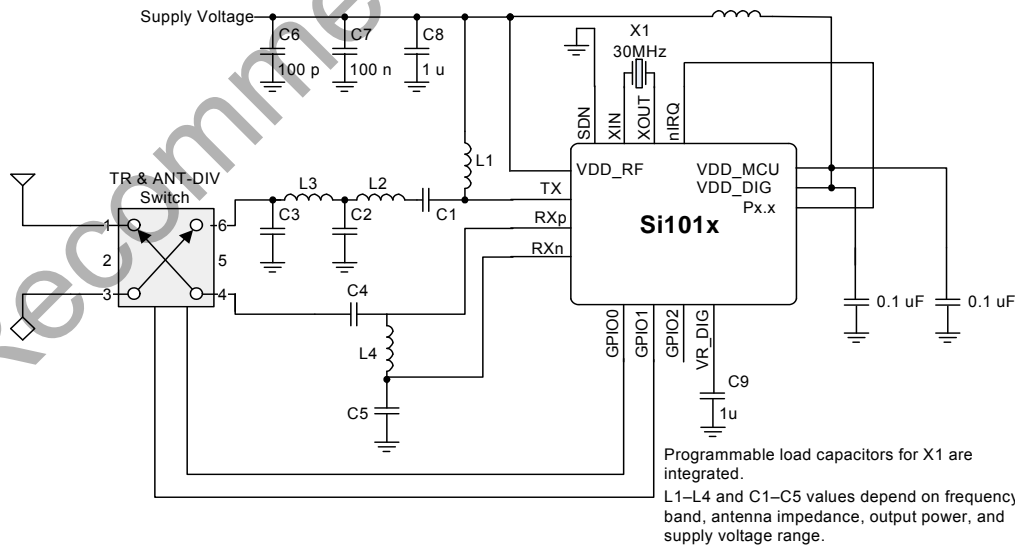 Supply Voltage
X1
30MHz
C6
100 p
C7
100 n
C8
1 u
SDN
XIN
XOUT
nIRQ
L1
TR & ANT-DIV
Switch
L3
L2
C3
C2
C1
VDD_RF
VDD_MCU
VDD_DIG
Px.x
TX
RXp
RXn
Si101x
1
6
2
5
3
4
C4
L4
C5
GPIO0
GPIO1
GPIO2
VR_DIG
C9
1u
0.1 uF
0.1 uF
Programmable load capacitors for X1 are
integrated.
L1–L4 and C1–C5 values depend on frequency
band, antenna impedance, output power, and
supply voltage range.
Recomme